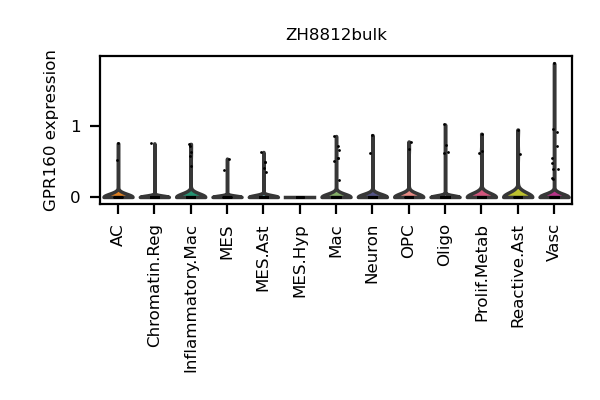 ZH8812bulk
GPR160 expression
1
0
AC
Chromatin.Reg
Inflammatory.Mac
MES
MES.Ast
MES.Hyp
Mac
Neuron
OPC
Oligo
Prolif.Metab
Reactive.Ast
Vasc